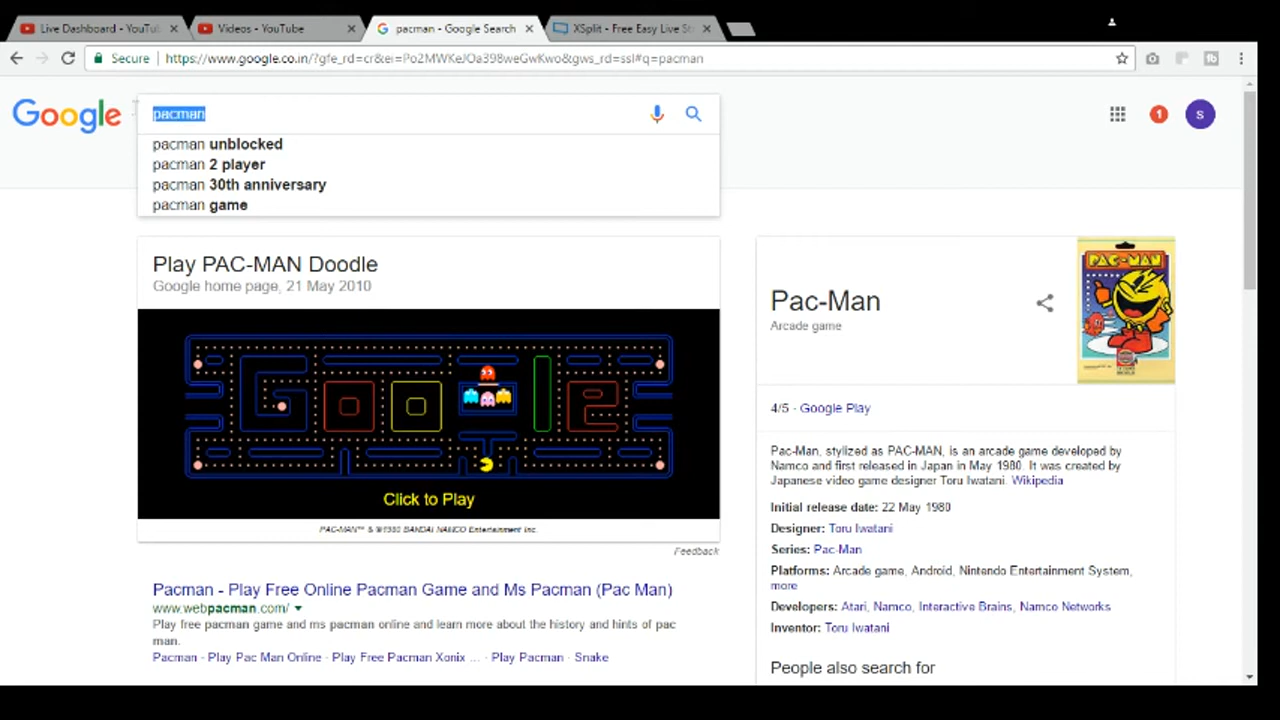 Live Dashboard - YouTu
Videos - YouTube
pacman - Google Search
XSplit - Free Easy Live St
Secure
https://www.google.co.in/?gfe_rd=cr&ei=Po2MWKeJOa398weGwKwo&gws_rd=ssl#q=pacman
Google
pacman
1
s
pacman unblocked
pacman 2 player
pacman 30th anniversary
pacman game
Play PAC-MAN Doodle
Google home page, 21 May 2010
Click to Play
PAC-MAN™ & ©1980 BANDAI NAMCO Entertainment Inc.
Feedback
Pacman - Play Free Online Pacman Game and Ms Pacman (Pac Man)
www.webpacman.com/
Play free pacman game and ms pacman online and learn more about the history and hints of pac
man.
Pacman - Play Pac Man Online · Play Free Pacman Xonix ... · Play Pacman · Snake
Pac-Man
Arcade game
PAC-MAN
4/5 · Google Play
Pac-Man, stylized as PAC-MAN, is an arcade game developed by
Namco and first released in Japan in May 1980. It was created by
Japanese video game designer Toru Iwatani. Wikipedia
Initial release date: 22 May 1980
Designer: Toru Iwatani
Series: Pac-Man
Platforms: Arcade game, Android, Nintendo Entertainment System,
more
Developers: Atari, Namco, Interactive Brains, Namco Networks
Inventor: Toru Iwatani
People also search for